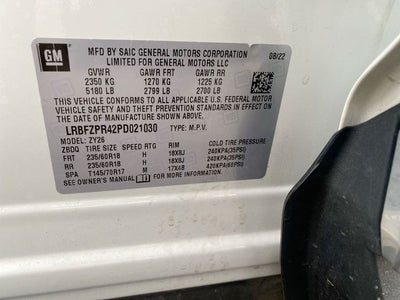 GM
MFD BY SAIC GENERAL MOTORS CORPORATION 08/22
LIMITED FOR GENERAL MOTORS LLC
GVWR GAWR FRT GAWR RR
2350 KG 1270 KG 1225 KG
5180 LB 2799 LB 2700 LB
THIS VEHICLE CONFORMS TO ALL APPLICABLE U.S. FEDERAL MOTOR
VEHICLE SAFETY STANDARDS IN EFFECT ON
THE DATE OF MANUFACTURE SHOWN ABOVE.
LRBFZPR42PD021030 TYPE: M.P.V.
MODEL: ZY26
ZBDQ TIRE SIZE SPEED RTG RIM COLD TIRE PRESSURE
FRT 235/60R18 H 18X8J 240KPA(35PSI)
RR 235/60R18 H 18X8J 240KPA(35PSI)
SPA T145/70R17 M 17X4B 420KPA(60PSI)
SEE OWNER'S MANUAL FOR MORE INFORMATION.